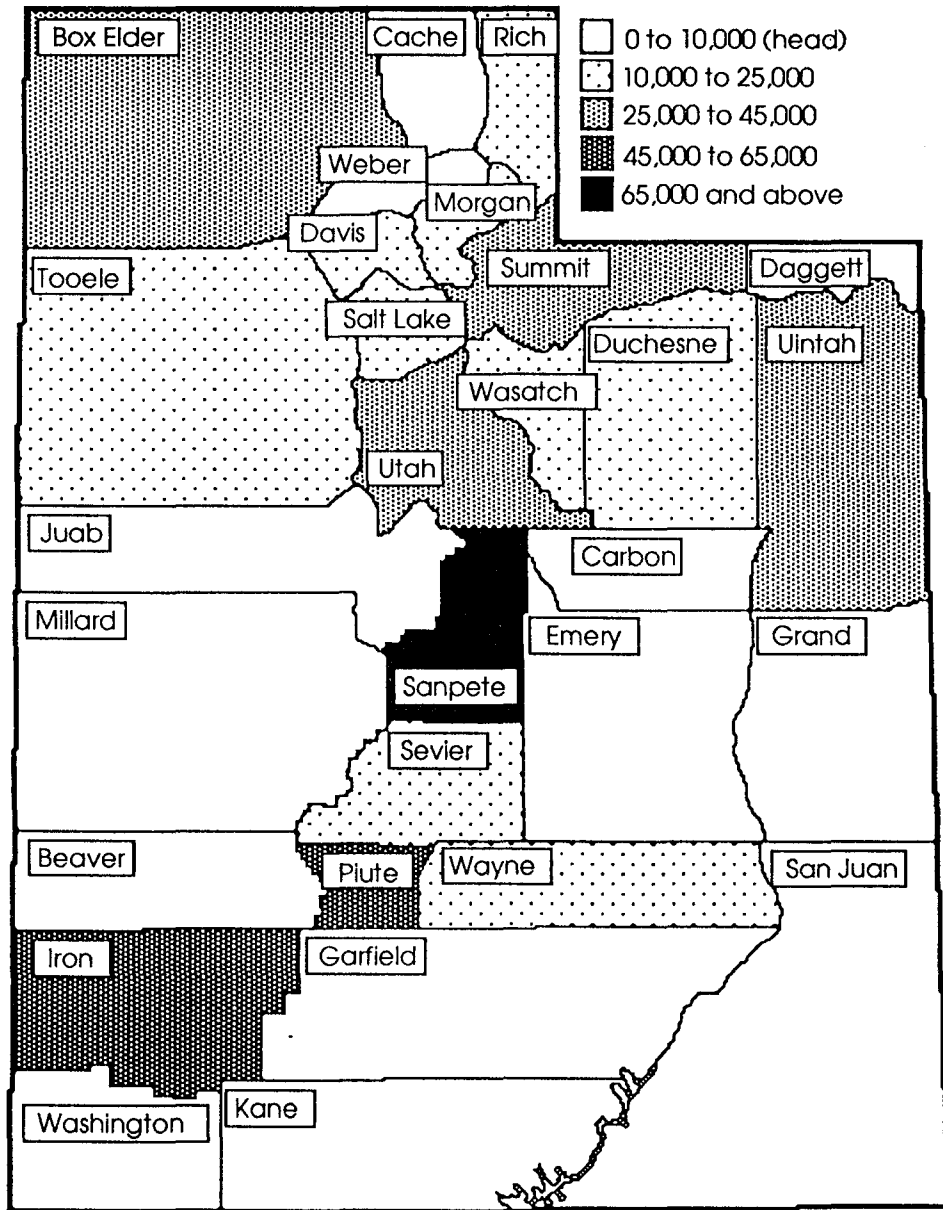 Box Elder
Cache
Rich
0 to 10,000 (head)
10,000 to 25,000
25,000 to 45,000
45,000 to 65,000
65,000 and above
Weber
Morgan
Davis
Tooele
Summit
Daggett
Salt Lake
Duchesne
Uintah
Wasatch
Utah
Juab
Carbon
Millard
Emery
Grand
Sanpete
Sevier
Beaver
Piute
Wayne
San Juan
Iron
Garfield
Washington
Kane